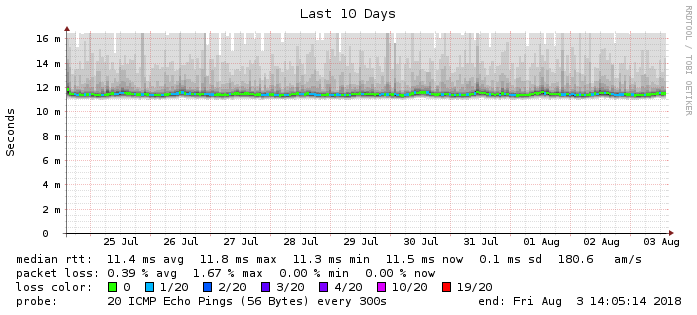 Last 10 Days
RRDTOOL / TOBI OETIKER
Seconds
16 m
14 m
12 m
10 m
8 m
6 m
4 m
2 m
0
25 Jul 26 Jul 27 Jul 28 Jul 29 Jul 30 Jul 31 Jul 01 Aug 02 Aug 03 Aug
median rtt: 11.4 ms avg 11.8 ms max 11.3 ms min 11.5 ms now 0.1 ms sd 180.6 am/s
packet loss: 0.39 % avg 1.67 % max 0.00 % min 0.00 % now
loss color: 0 1/20 2/20 3/20 4/20 10/20 19/20
probe: 20 ICMP Echo Pings (56 Bytes) every 300s end: Fri Aug 3 14:05:14 2018